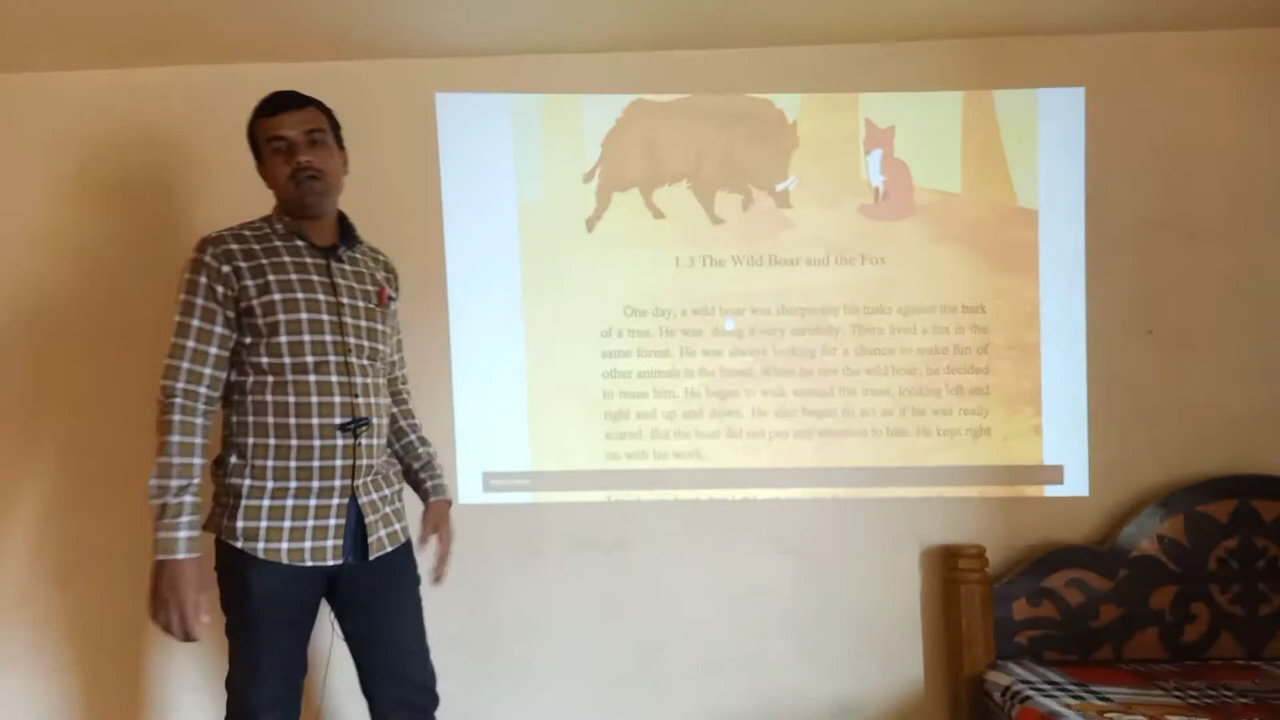 1.3 The Wild Boar and the Fox
One day, a wild boar was sharpening his tusks against the bark
of a tree. He was doing it very carefully. There lived a fox in the
same forest. He was always looking for a chance to make fun of
other animals in the forest. When he saw the wild boar, he decided
to tease him. He began to walk around the trees, looking left and
right and up and down. He also began to act as if he was really
scared. But the boar did not pay any attention to him. He kept right
on with his work.